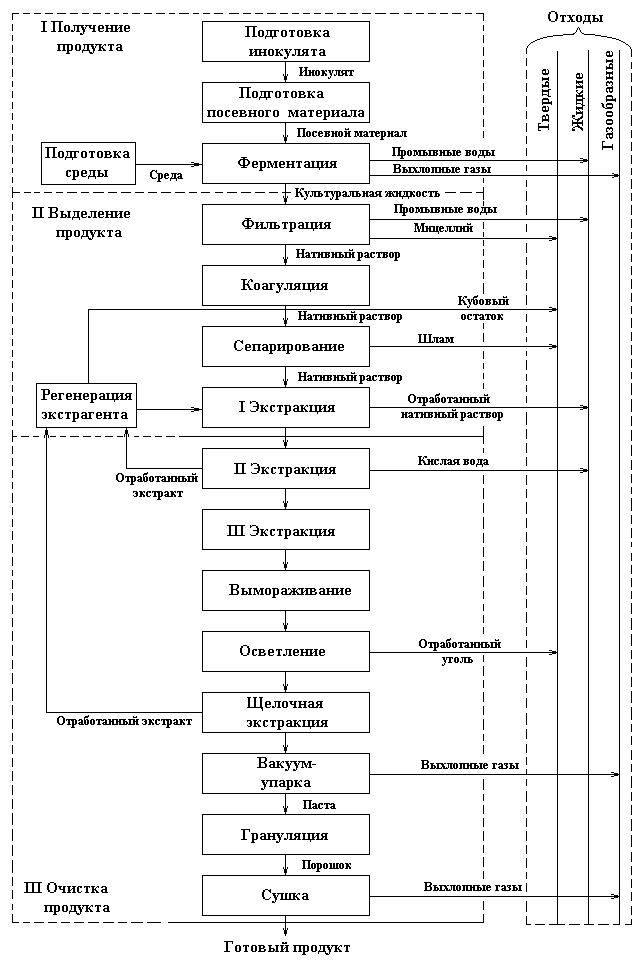 Отходы
Твердые
Жидкие
Газообразные
I Получение
продукта
Подготовка
инокулята
Инокулят
Подготовка
посевного материала
Посевной материал
Подготовка
среды
Среда
Ферментация
Промывные воды
Выхлопные газы
Культуральная жидкость
II Выделение
продукта
Фильтрация
Промывные воды
Мицеллий
Нативный раствор
Коагуляция
Нативный раствор
Кубовый
остаток
Сепарирование
Шлам
Нативный раствор
Регенерация
экстрагента
I Экстракция
Отработанный
нативный раствор
II Экстракция
Кислая вода
Отработанный
экстракт
III Экстракция
Вымораживание
Осветление
Отработанный
уголь
Щелочная
экстракция
Отработанный экстракт
Вакуум-
упарка
Выхлопные газы
Паста
Грануляция
Порошок
III Очистка
продукта
Сушка
Выхлопные газы
Готовый продукт